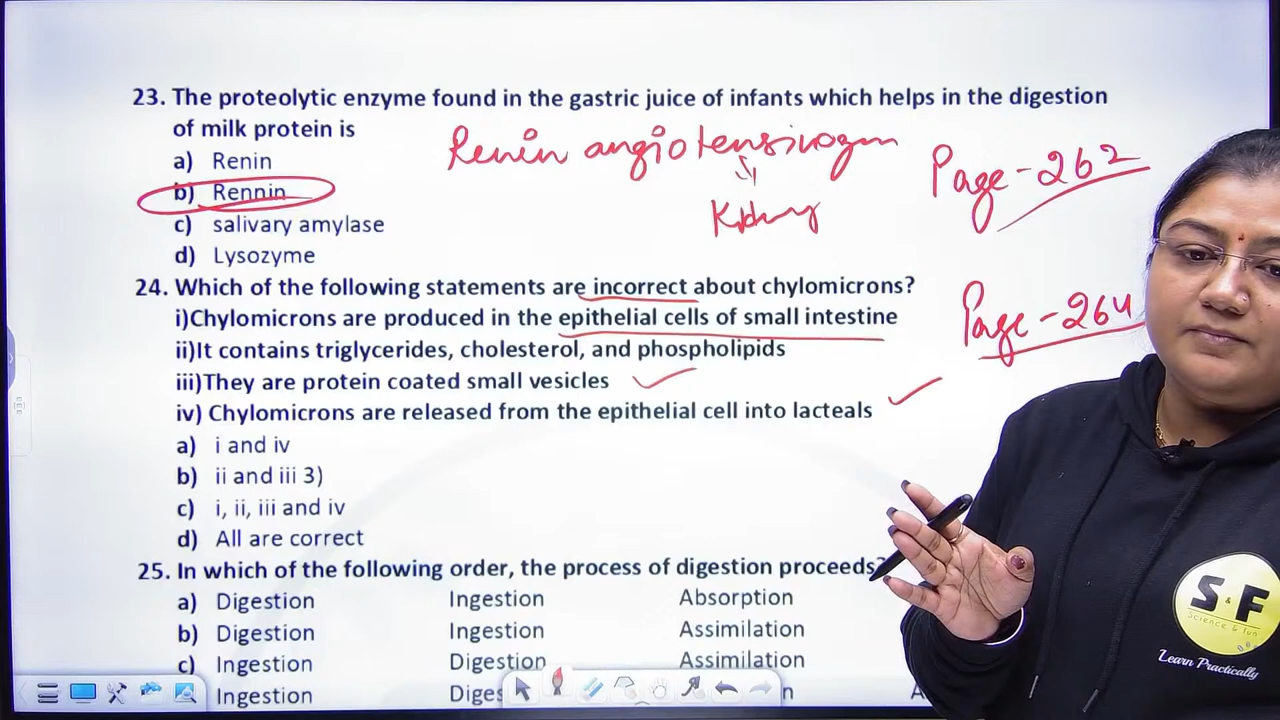 23. The proteolytic enzyme found in the gastric juice of infants which helps in the digestion
of milk protein is
Renin angiotensinogen
Page-262
a) Renin
b) Rennin
Kidney
c) salivary amylase
d) Lysozyme
24. Which of the following statements are incorrect about chylomicrons?
i)Chylomicrons are produced in the epithelial cells of small intestine
Page-264
ii)It contains triglycerides, cholesterol, and phospholipids
iii)They are protein coated small vesicles
iv) Chylomicrons are released from the epithelial cell into lacteals
a) i and iv
b) ii and iii 3)
c) i, ii, iii and iv
d) All are correct
25. In which of the following order, the process of digestion proceeds?
a) Digestion Ingestion Absorption
b) Digestion Ingestion Assimilation
c) Ingestion Digestion Assimilation
Ingestion
S&F
Science & Fun
Learn Practically